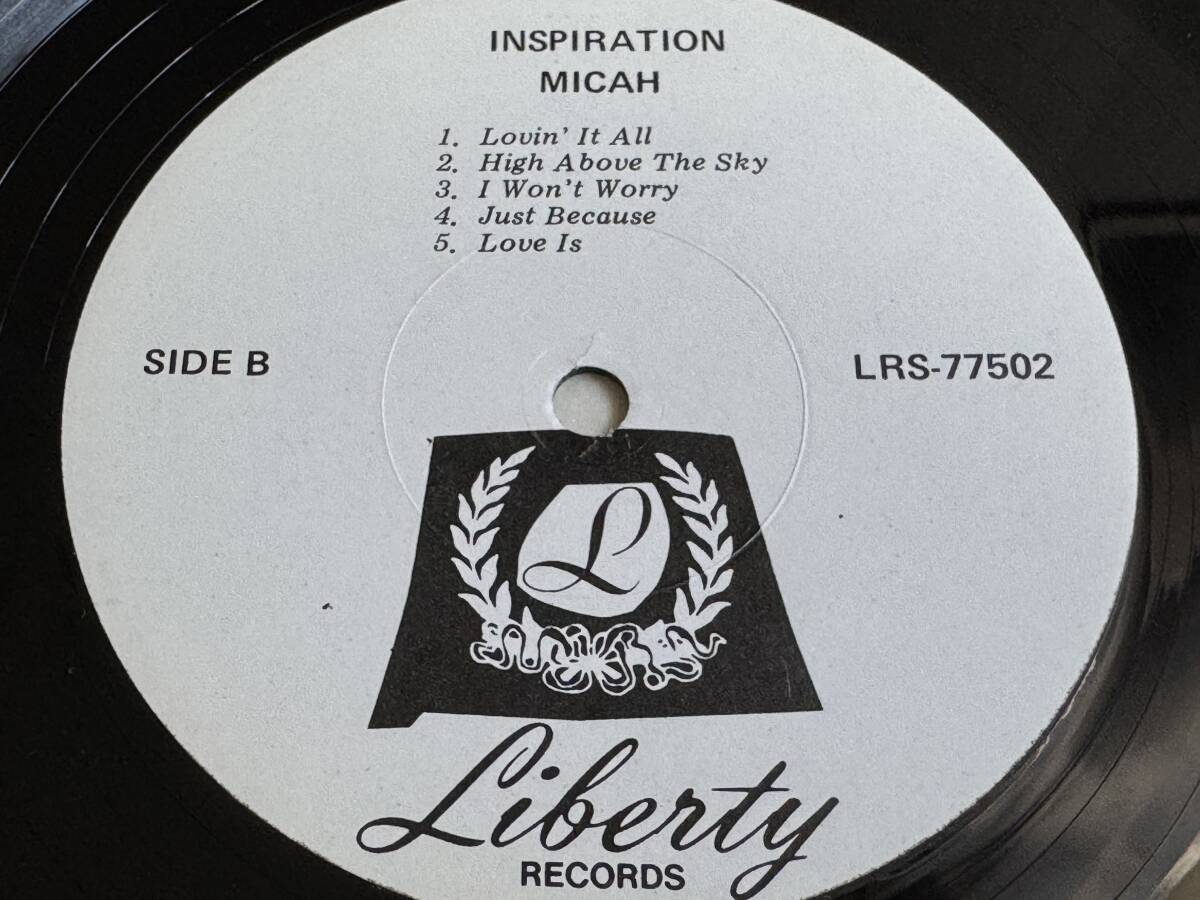 INSPIRATION
MICAH
1. Lovin' It All
2. High Above The Sky
3. I Won't Worry
4. Just Because
5. Love Is
SIDE B
LRS-77502
L
Liberty
RECORDS